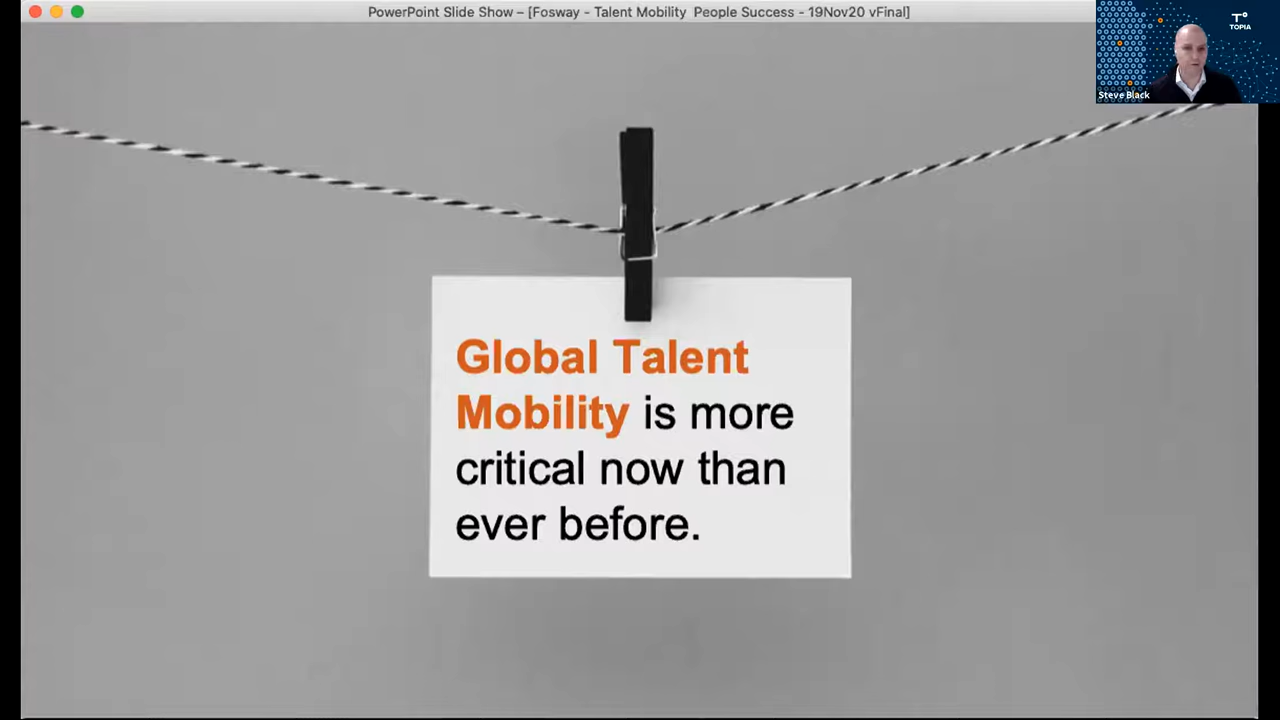 PowerPoint Slide Show – [Fosway - Talent Mobility  People Success - 19Nov20 vFinal]
T°
TOPIA
Steve Black
Global Talent
Mobility is more
critical now than
ever before.